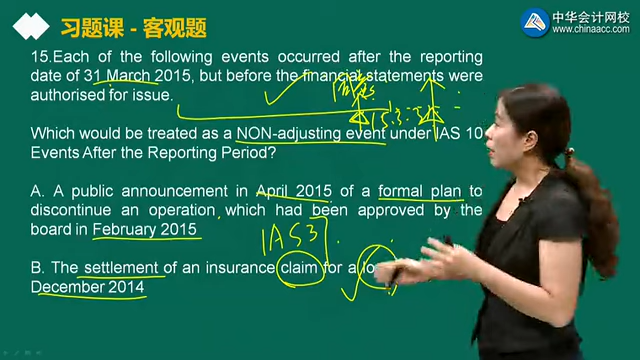 习题课 - 客观题
中华会计网校
www.chinaacc.com
15.Each of the following events occurred after the reporting
date of 31 March 2015, but before the financial statements were
authorised for issue.
Which would be treated as a NON-adjusting event under IAS 10
Events After the Reporting Period?
A. A public announcement in April 2015 of a formal plan to
discontinue an operation which had been approved by the
board in February 2015
IAS37
B. The settlement of an insurance claim for a
December 2014